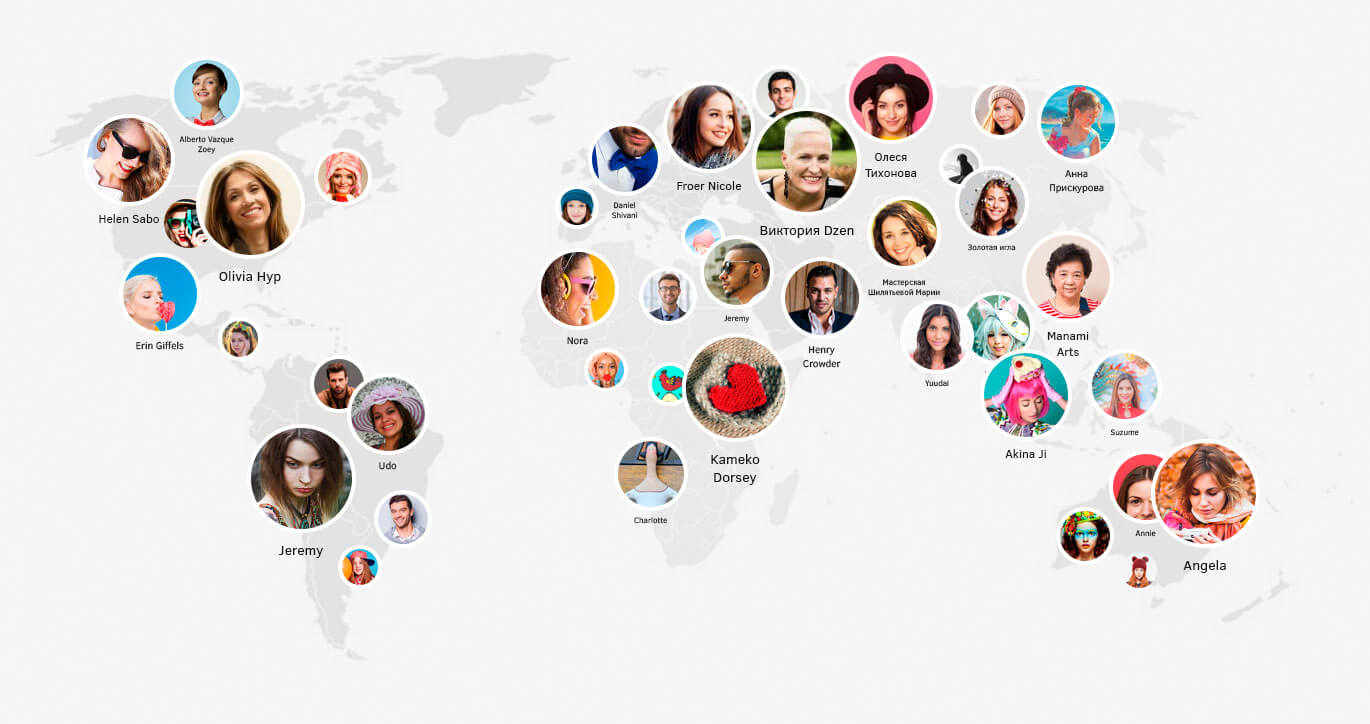 Alberto Vazque
Zoey
Helen Sabo
Olivia Hyp
Erin Giffels
Udo
Jeremy
Daniel
Shivani
Froer Nicole
Виктория Dzen
Олеся
Тихонова
Анна
Прискурова
Золотая игла
Мастерская
Шилятьевой Марии
Nora
Jeremy
Henry
Crowder
Manami
Arts
Yuudai
Suzume
Akina Ji
Kameko
Dorsey
Charlotte
Annie
Angela